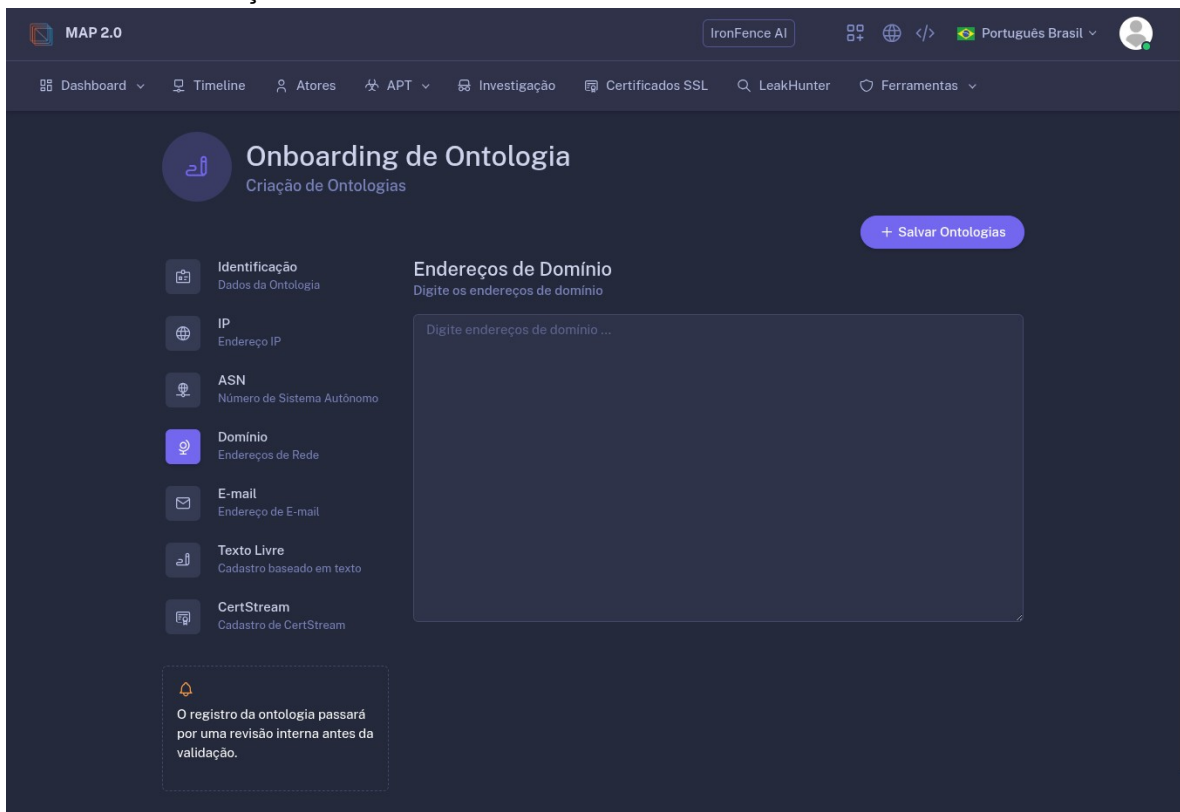 MAP 2.0
IronFence AI
Português Brasil
Dashboard
Timeline
Atores
APT
Investigação
Certificados SSL
LeakHunter
Ferramentas
Onboarding de Ontologia
Criação de Ontologias
+ Salvar Ontologias
Identificação
Dados da Ontologia
IP
Endereço IP
ASN
Número de Sistema Autônomo
Domínio
Endereços de Rede
E-mail
Endereço de E-mail
Texto Livre
Cadastro baseado em texto
CertStream
Cadastro de CertStream
Endereços de Domínio
Digite os endereços de domínio
Digite endereços de domínio ...
O registro da ontologia passará
por uma revisão interna antes da
validação.